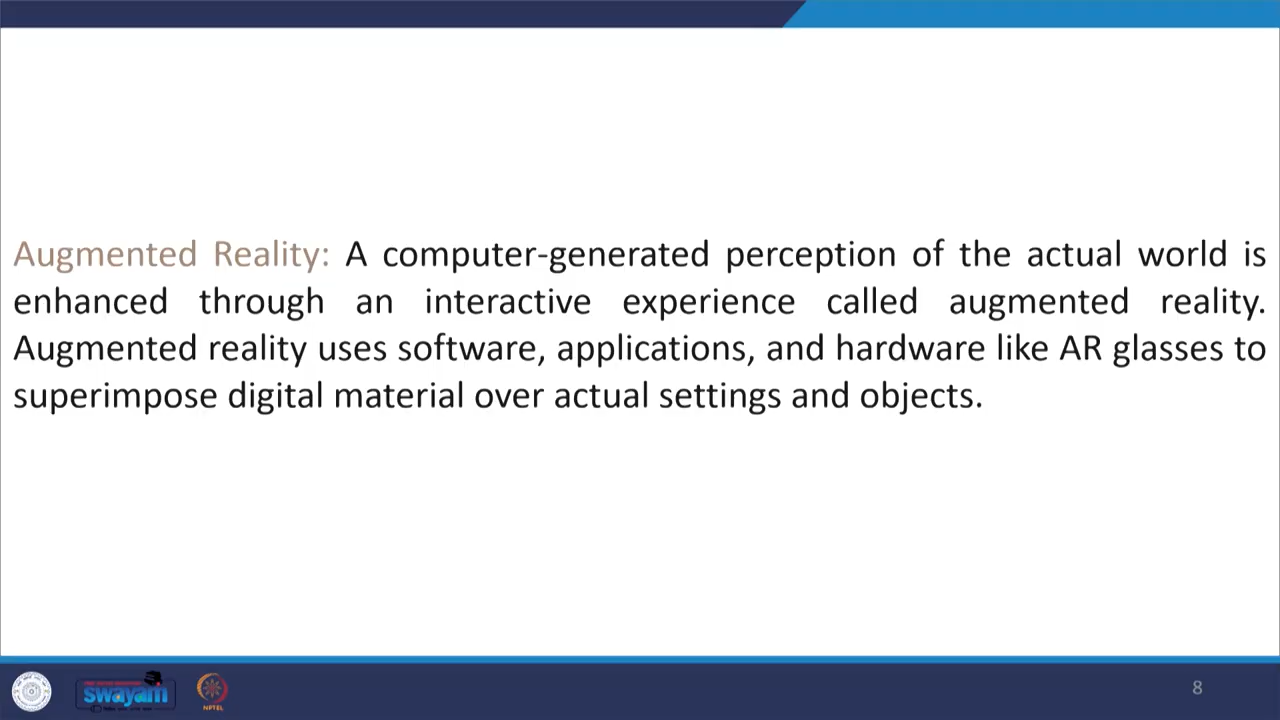 Augmented Reality: A computer-generated perception of the actual world is
enhanced through an interactive experience called augmented reality.
Augmented reality uses software, applications, and hardware like AR glasses to
superimpose digital material over actual settings and objects.
swayam
NPTEL
8